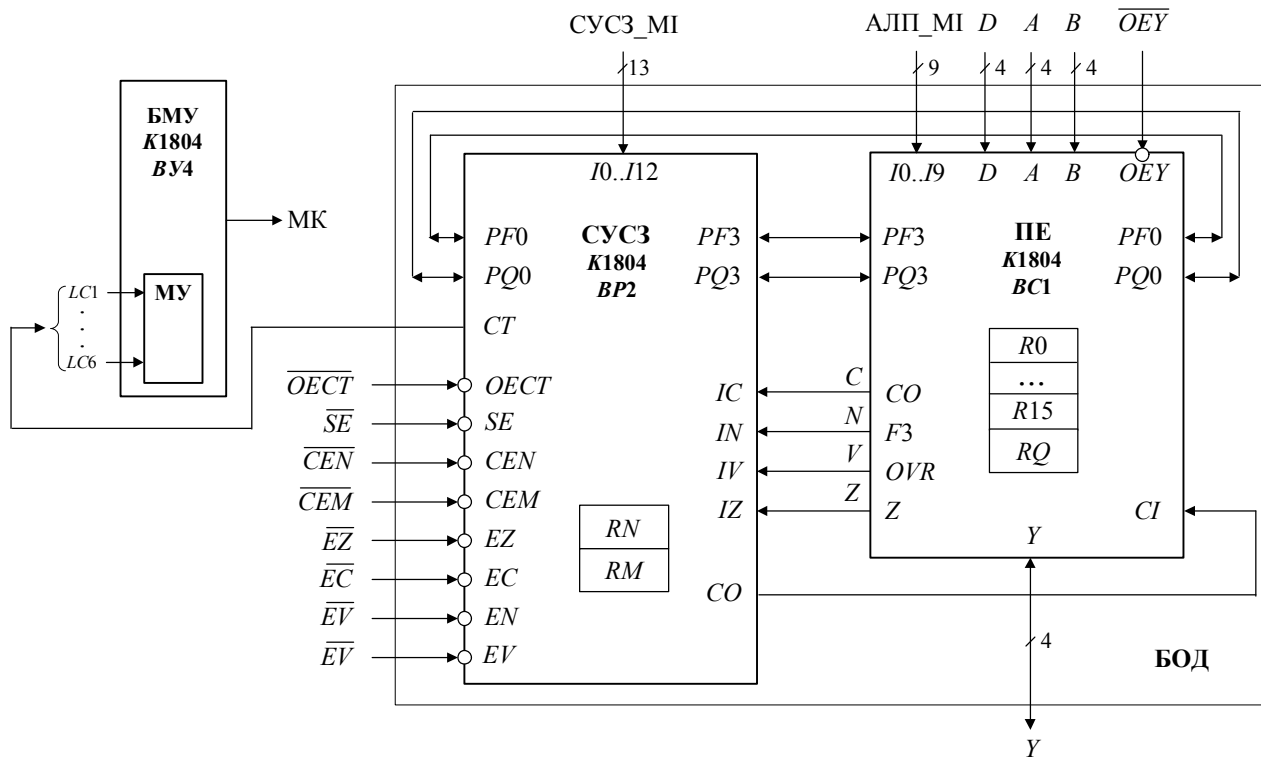 СУСЗ_MI
АЛП_MI D A B OEY
13
9
4
4
4
БМУ
К1804
ВУ4
МК
LC1
.
.
.
LC6
МУ
I0..I12
СУСЗ
К1804
ВР2
PF0
PQ0
CT
OECT
SE
CEN
CEM
EZ
EC
EN
EV
OECT
SE
CEN
CEM
EZ
EC
EV
EV
PF3
PQ3
IC
IN
IV
IZ
CO
RN
RM
C
N
V
Z
I0..I9 D A B OEY
ПЕ
К1804
ВС1
PF3
PQ3
PF0
PQ0
R0
…
R15
RQ
CO
F3
OVR
Z
CI
Y
4
БОД
Y